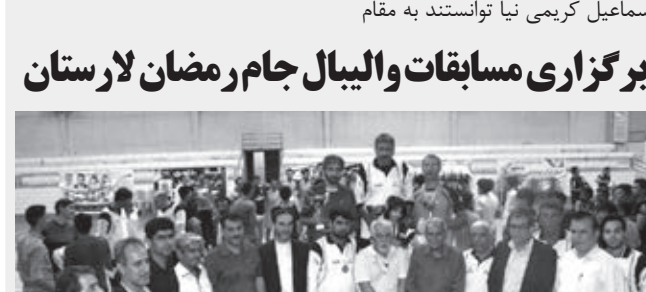 سماعیل کریمی نیا توانستند به مقام
برگزاری مسابقات والیبال جام رمضان لارستان